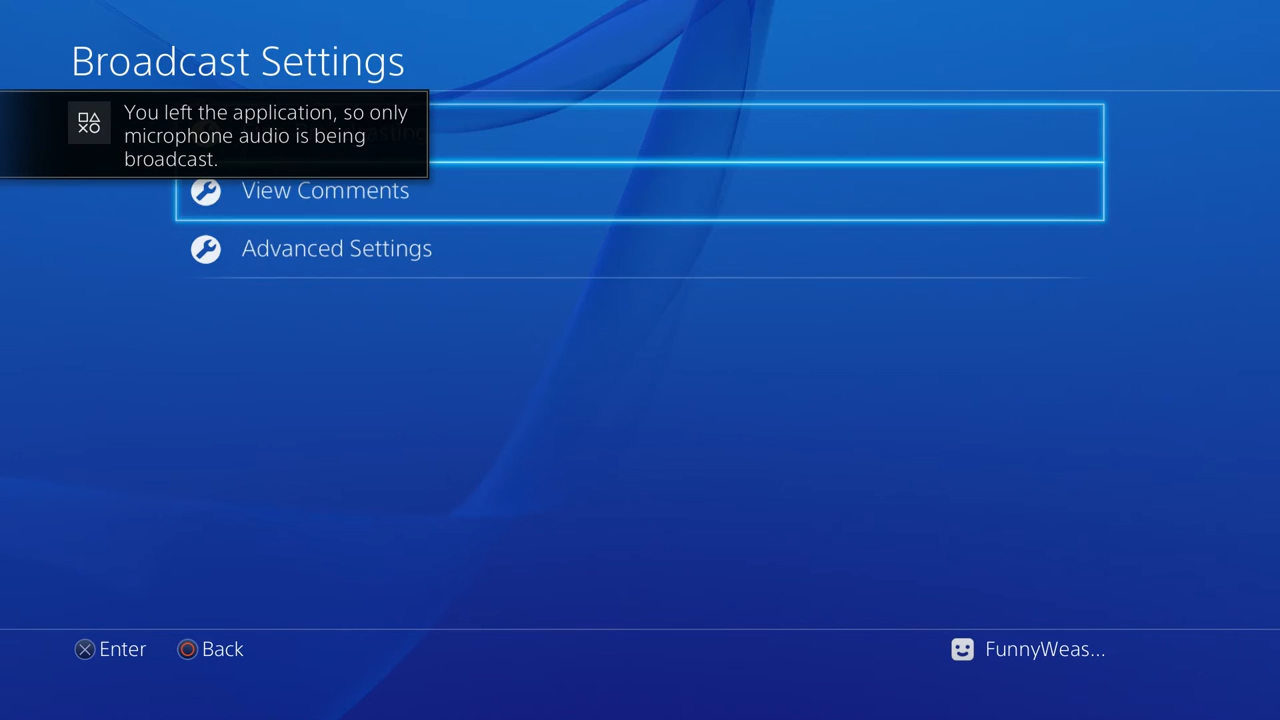 Broadcast Settings
You left the application, so only
microphone audio is being
broadcast.
View Comments
Advanced Settings
Enter
Back
FunnyWeas...